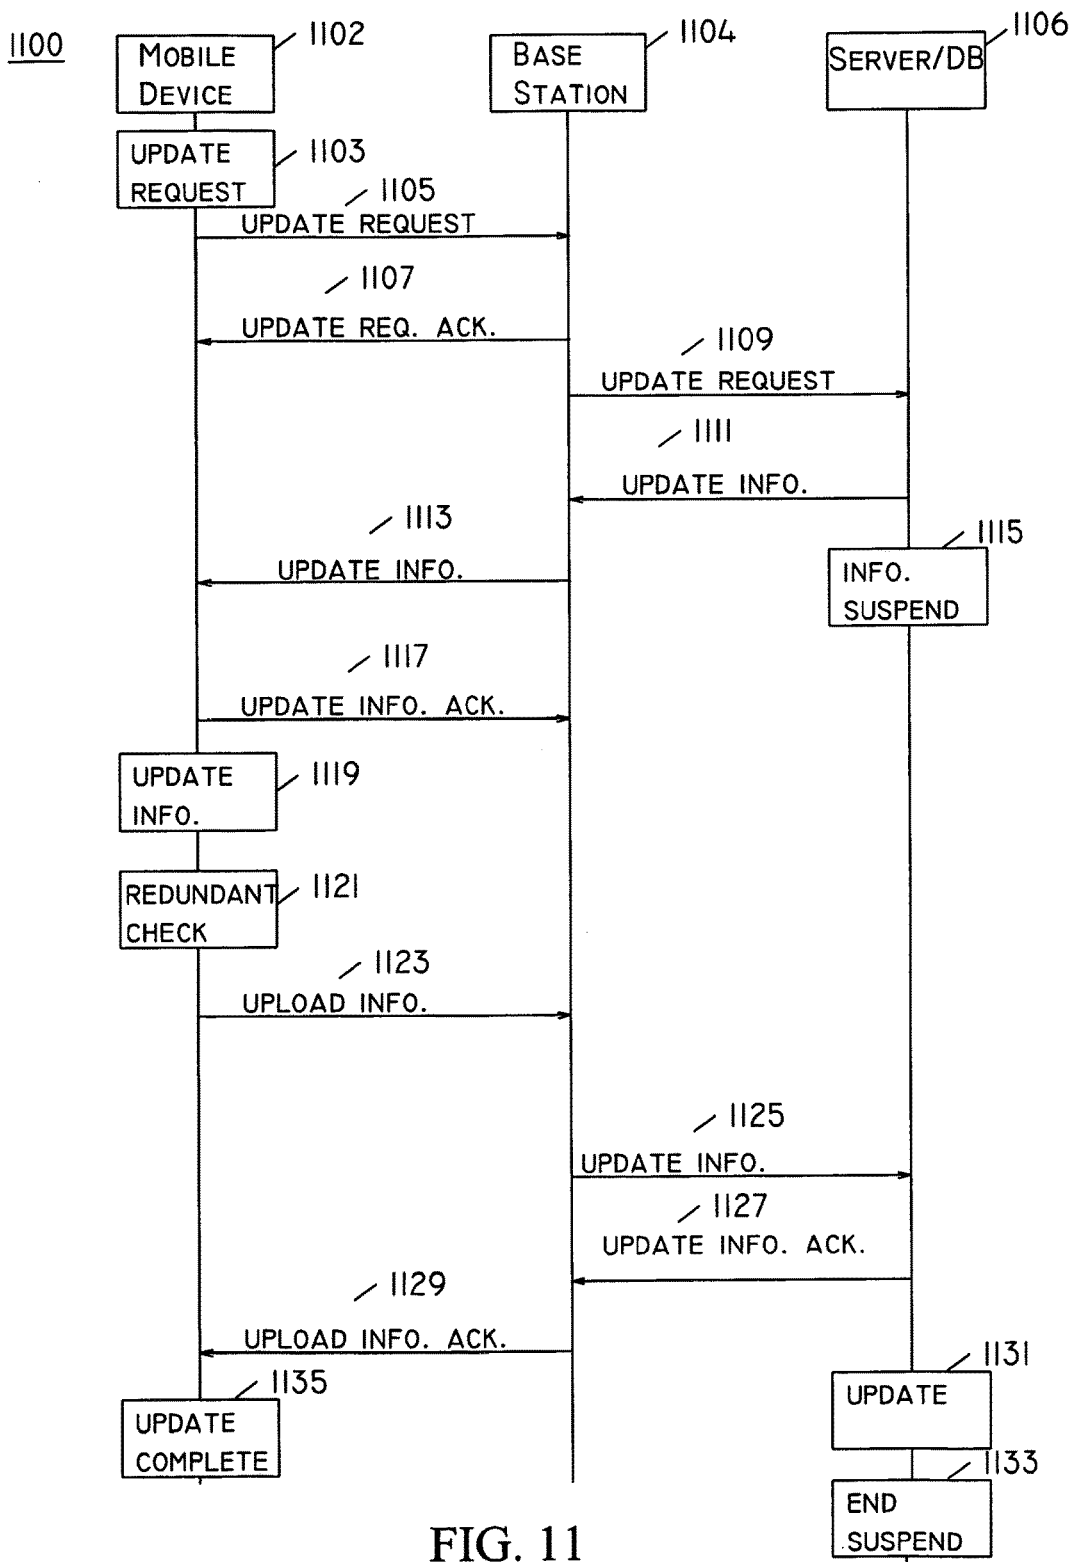 1100
MOBILE
DEVICE
1102
BASE
STATION
1104
SERVER/DB
1106
UPDATE
REQUEST
1103
1105
UPDATE REQUEST
1107
UPDATE REQ. ACK.
1109
UPDATE REQUEST
1111
UPDATE INFO.
1113
UPDATE INFO.
1115
INFO.
SUSPEND
1117
UPDATE INFO. ACK.
UPDATE
INFO.
1119
REDUNDANT
CHECK
1121
1123
UPLOAD INFO.
1125
UPDATE INFO.
1127
UPDATE INFO. ACK.
1129
UPLOAD INFO. ACK.
1131
UPDATE
1135
UPDATE
COMPLETE
1133
END
SUSPEND
FIG. 11